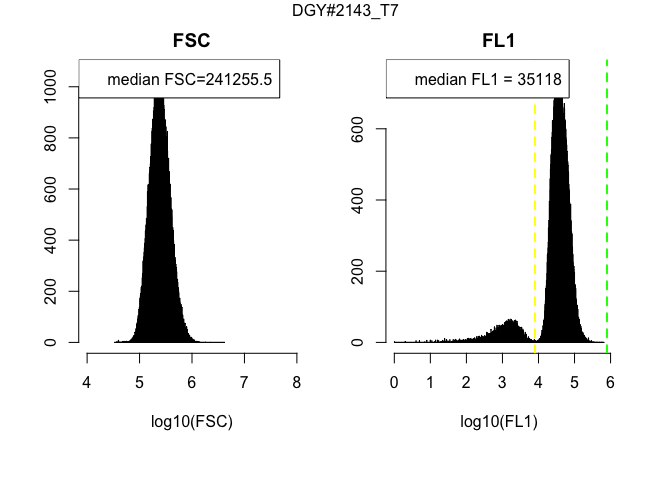 DGY#2143_T7
FSC
median FSC=241255.5
0 200 400 600 800 1000
4 5 6 7 8
log10(FSC)
FL1
median FL1 = 35118
0 200 400 600
0 1 2 3 4 5 6
log10(FL1)